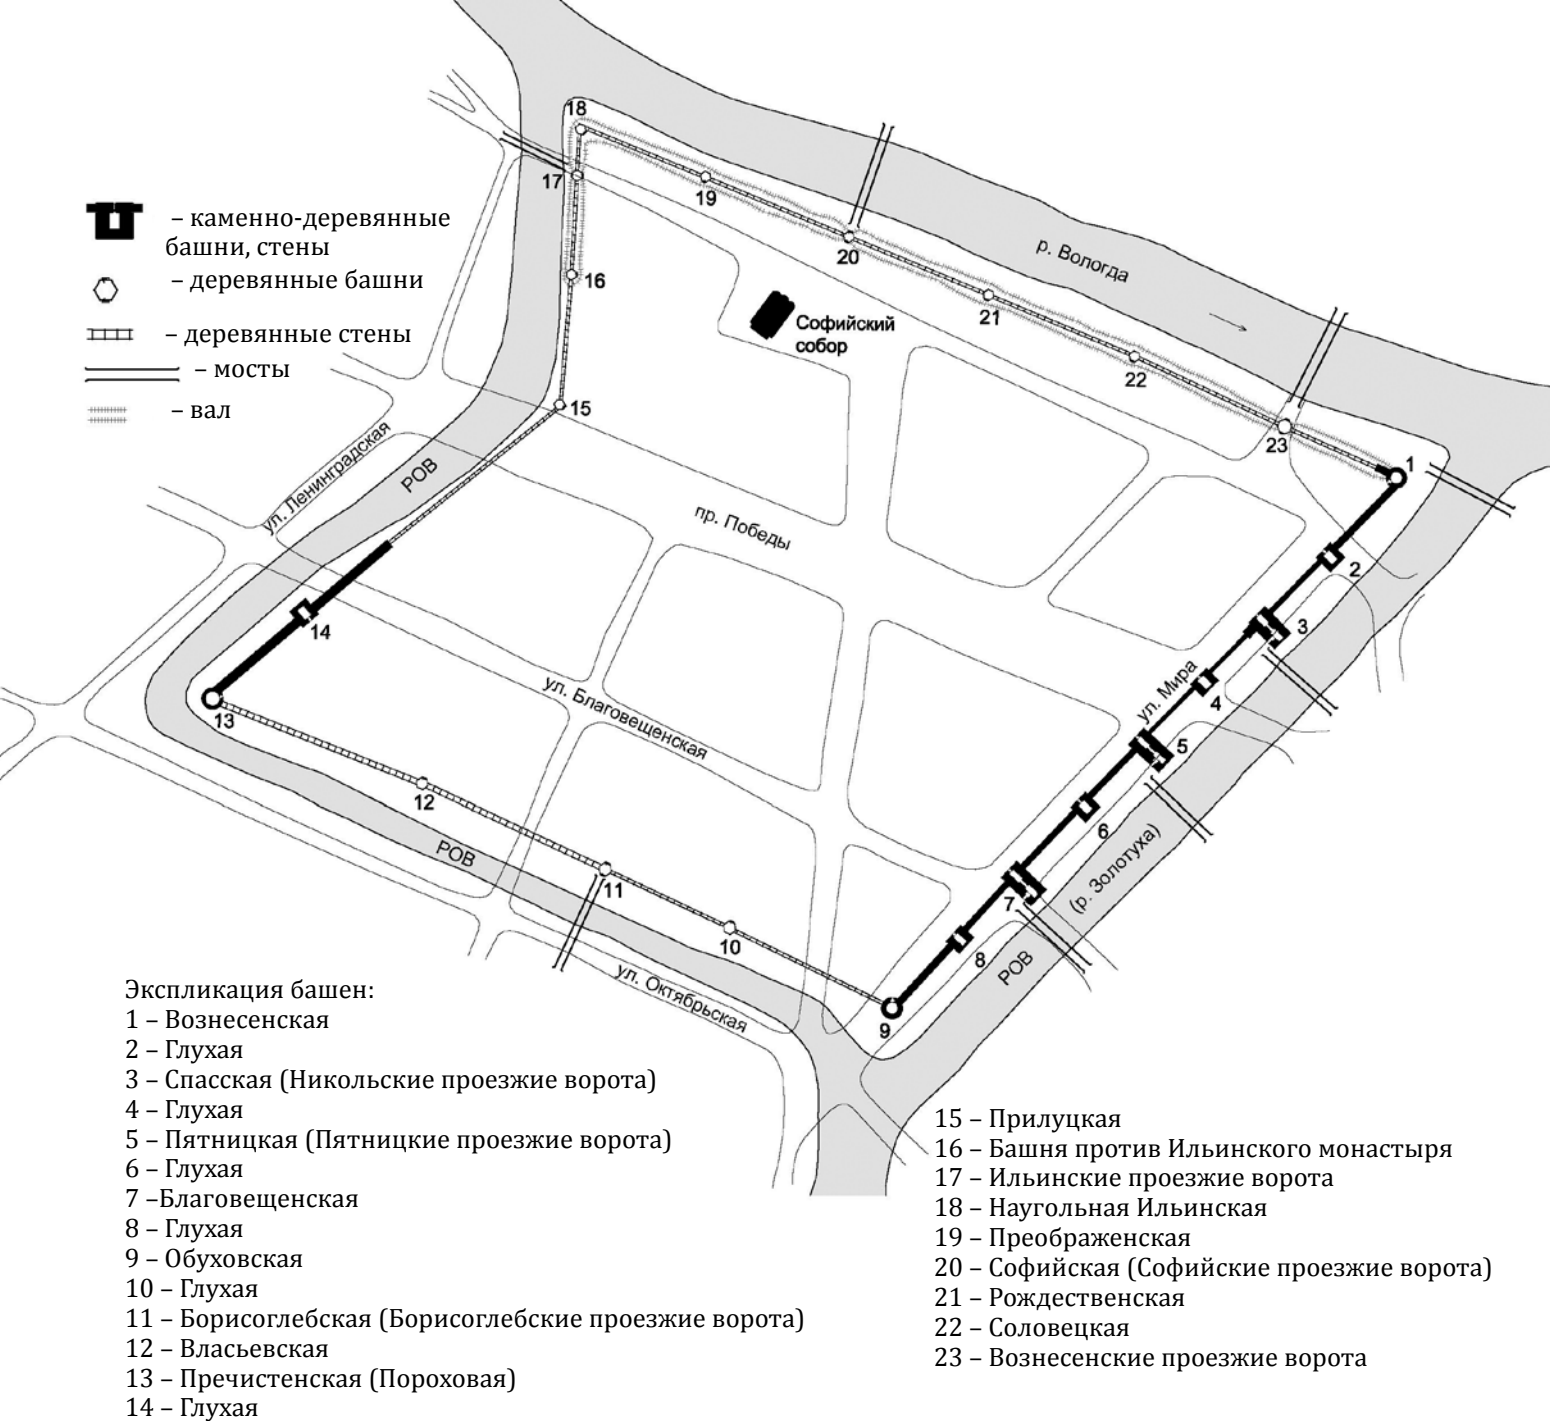 18
17
19
20
16
21
22
15
23
1
2
3
4
5
6
7
8
9
10
11
12
13
14
– каменно-деревянные
башни, стены
– деревянные башни
– деревянные стены
– мосты
– вал
р. Вологда
Софийский
собор
ул. Ленинградская
РОВ
пр. Победы
ул. Благовещенская
ул. Мира
(р. Золотуха)
РОВ
РОВ
ул. Октябрьская
Экспликация башен:
1 – Вознесенская
2 – Глухая
3 – Спасская (Никольские проезжие ворота)
4 – Глухая
5 – Пятницкая (Пятницкие проезжие ворота)
6 – Глухая
7 –Благовещенская
8 – Глухая
9 – Обуховская
10 – Глухая
11 – Борисоглебская (Борисоглебские проезжие ворота)
12 – Власьевская
13 – Пречистенская (Пороховая)
14 – Глухая
15 – Прилуцкая
16 – Башня против Ильинского монастыря
17 – Ильинские проезжие ворота
18 – Наугольная Ильинская
19 – Преображенская
20 – Софийская (Софийские проезжие ворота)
21 – Рождественская
22 – Соловецкая
23 – Вознесенские проезжие ворота